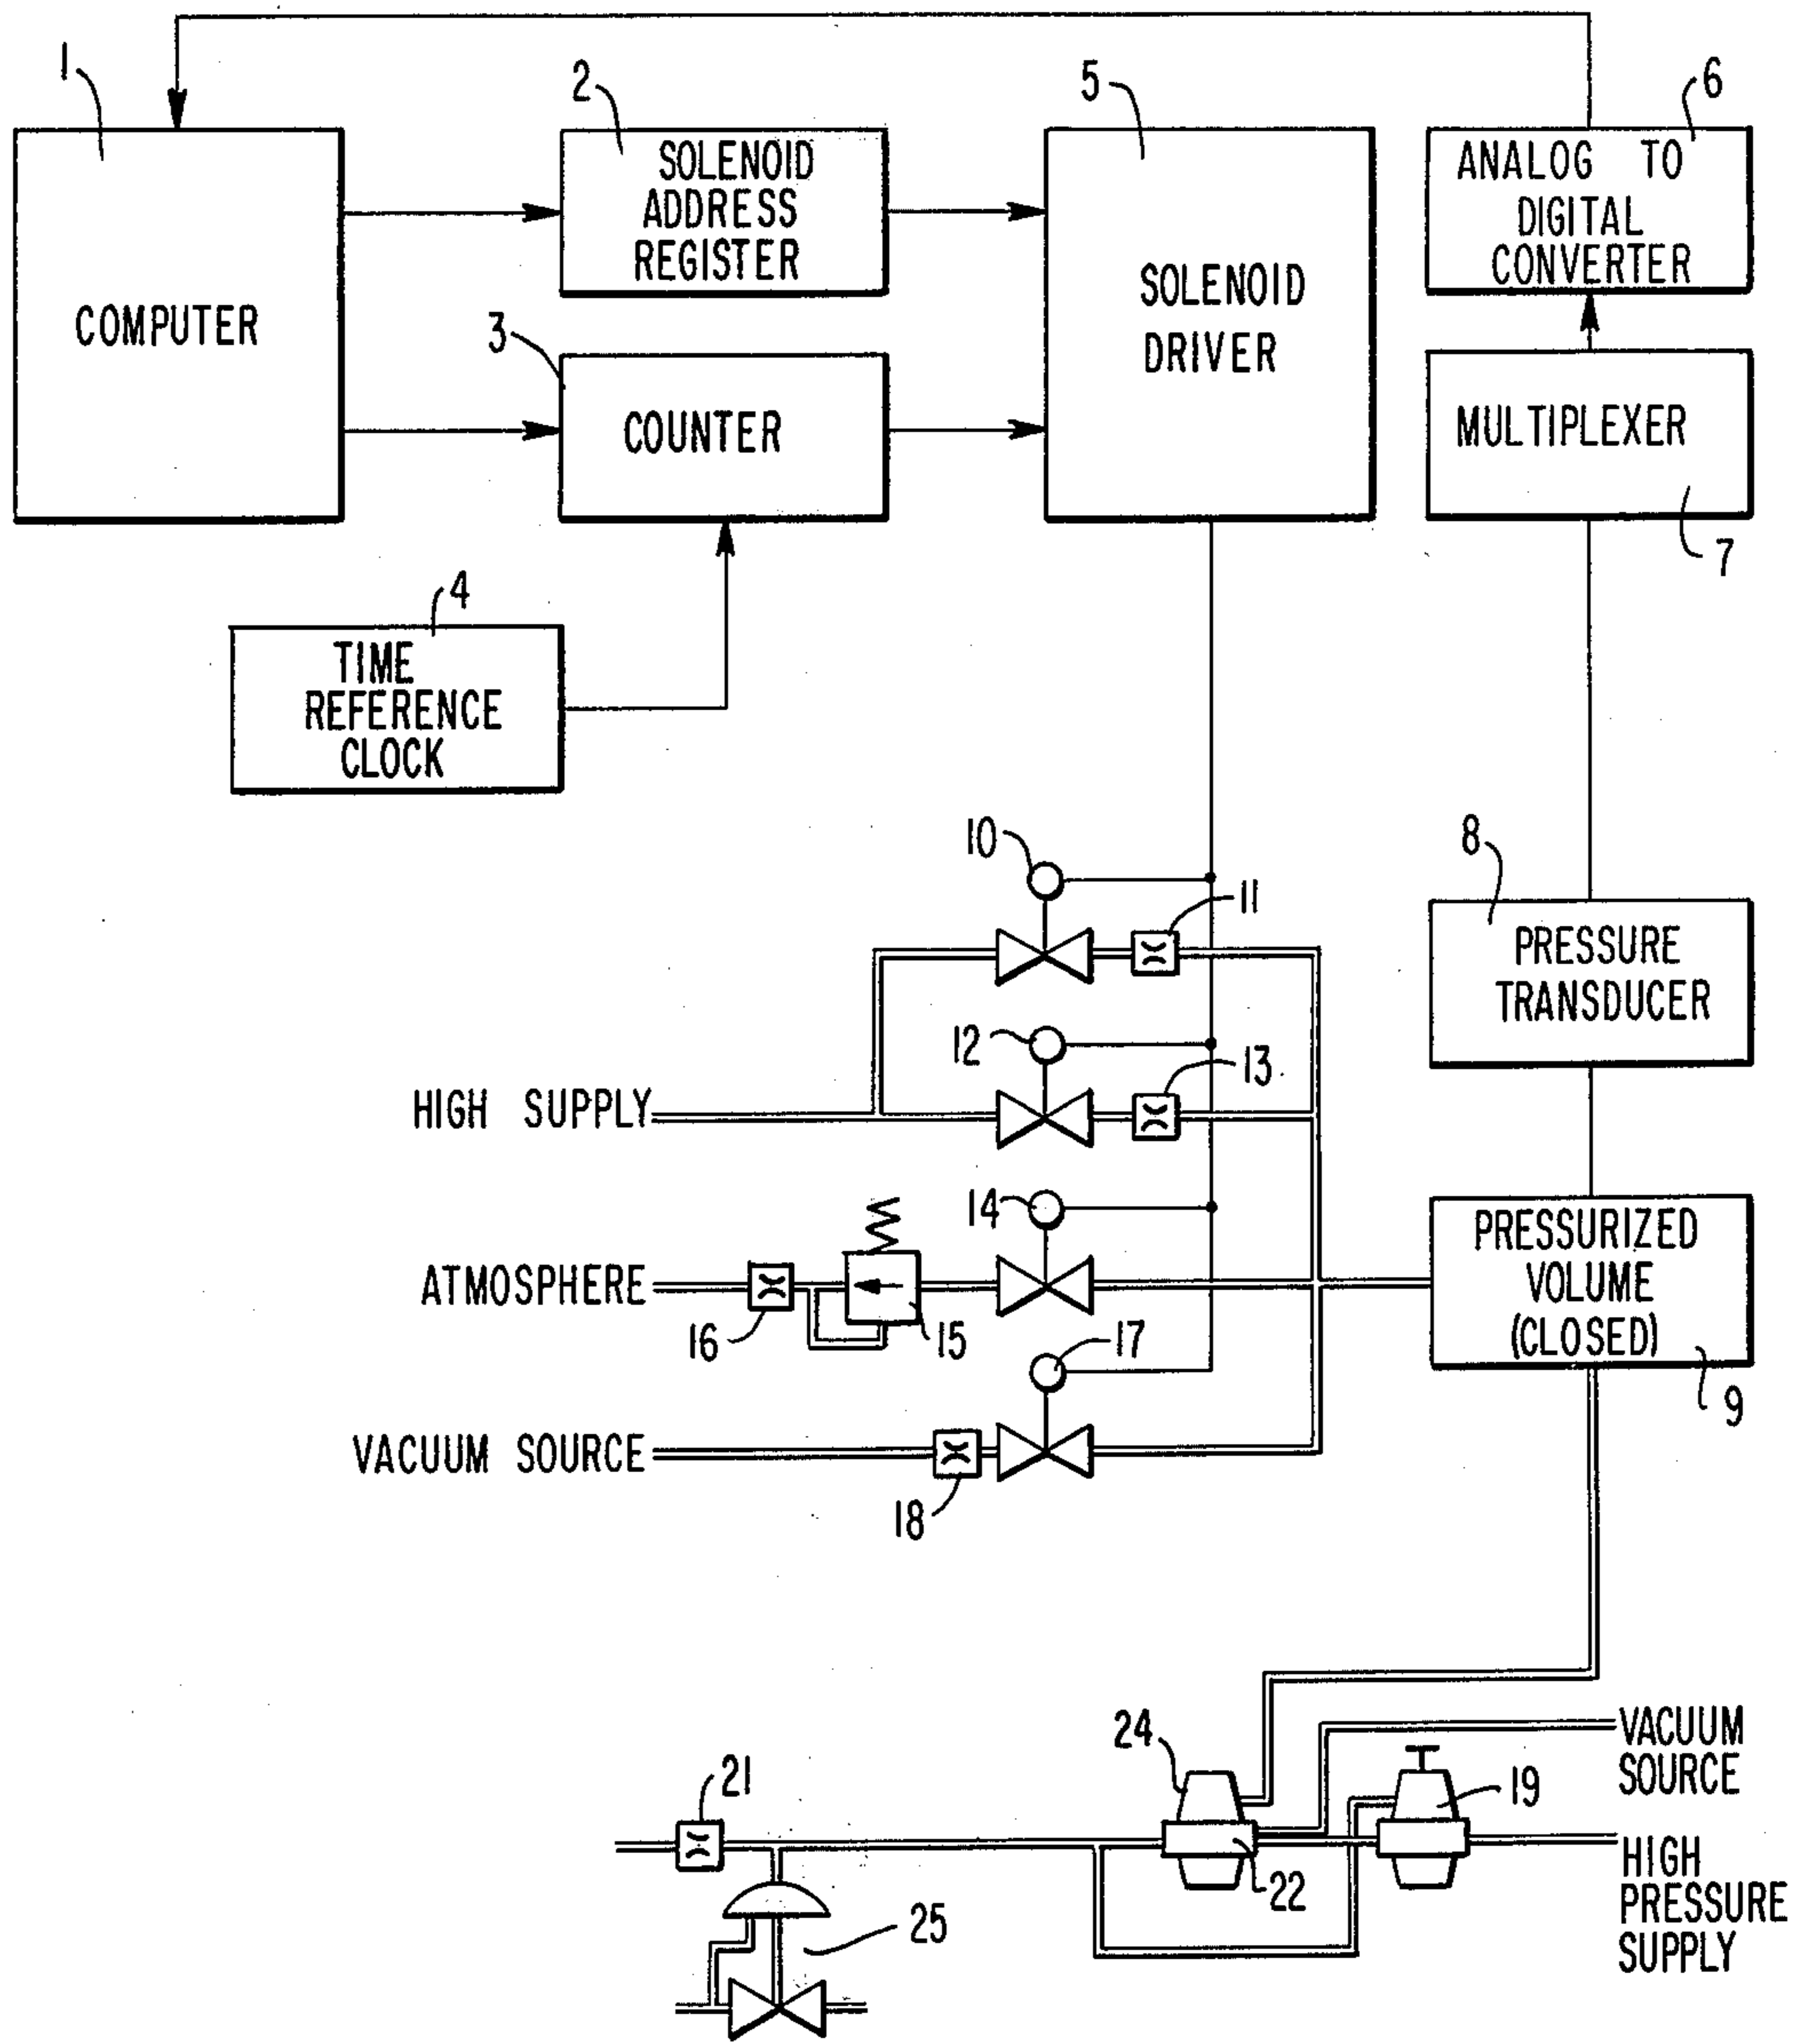 1
2
5
6
SOLENOID
ADDRESS
REGISTER
ANALOG TO
DIGITAL
CONVERTER
COMPUTER
SOLENOID
DRIVER
3
COUNTER
MULTIPLEXER
7
4
TIME
REFERENCE
CLOCK
10
11
8
PRESSURE
TRANSDUCER
12
13
HIGH SUPPLY
14
PRESSURIZED
VOLUME
(CLOSED)
ATMOSPHERE
16
15
17
9
VACUUM SOURCE
18
24
VACUUM
SOURCE
21
19
22
HIGH
PRESSURE
SUPPLY
25